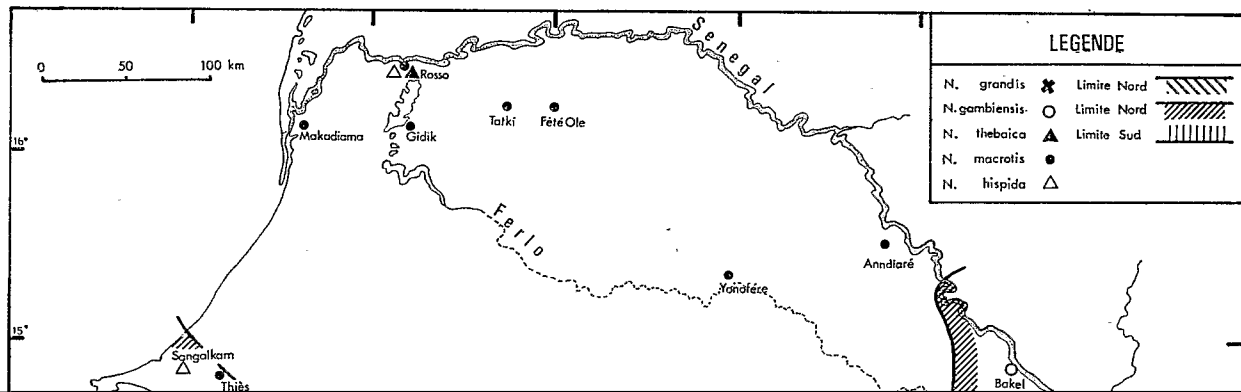 0 50 100 km
Senegal
Rosso
Makadiama
Gidik
Tatki
Fété Ole
16°
Ferlo
Anndiaré
Yonoféré
15°
Sangalkam
Thiès
Bakel
LEGENDE
N. grandis Limire Nord
N. gambiensis Limite Nord
N. thebaica Limite Sud
N. macrotis
N. hispida